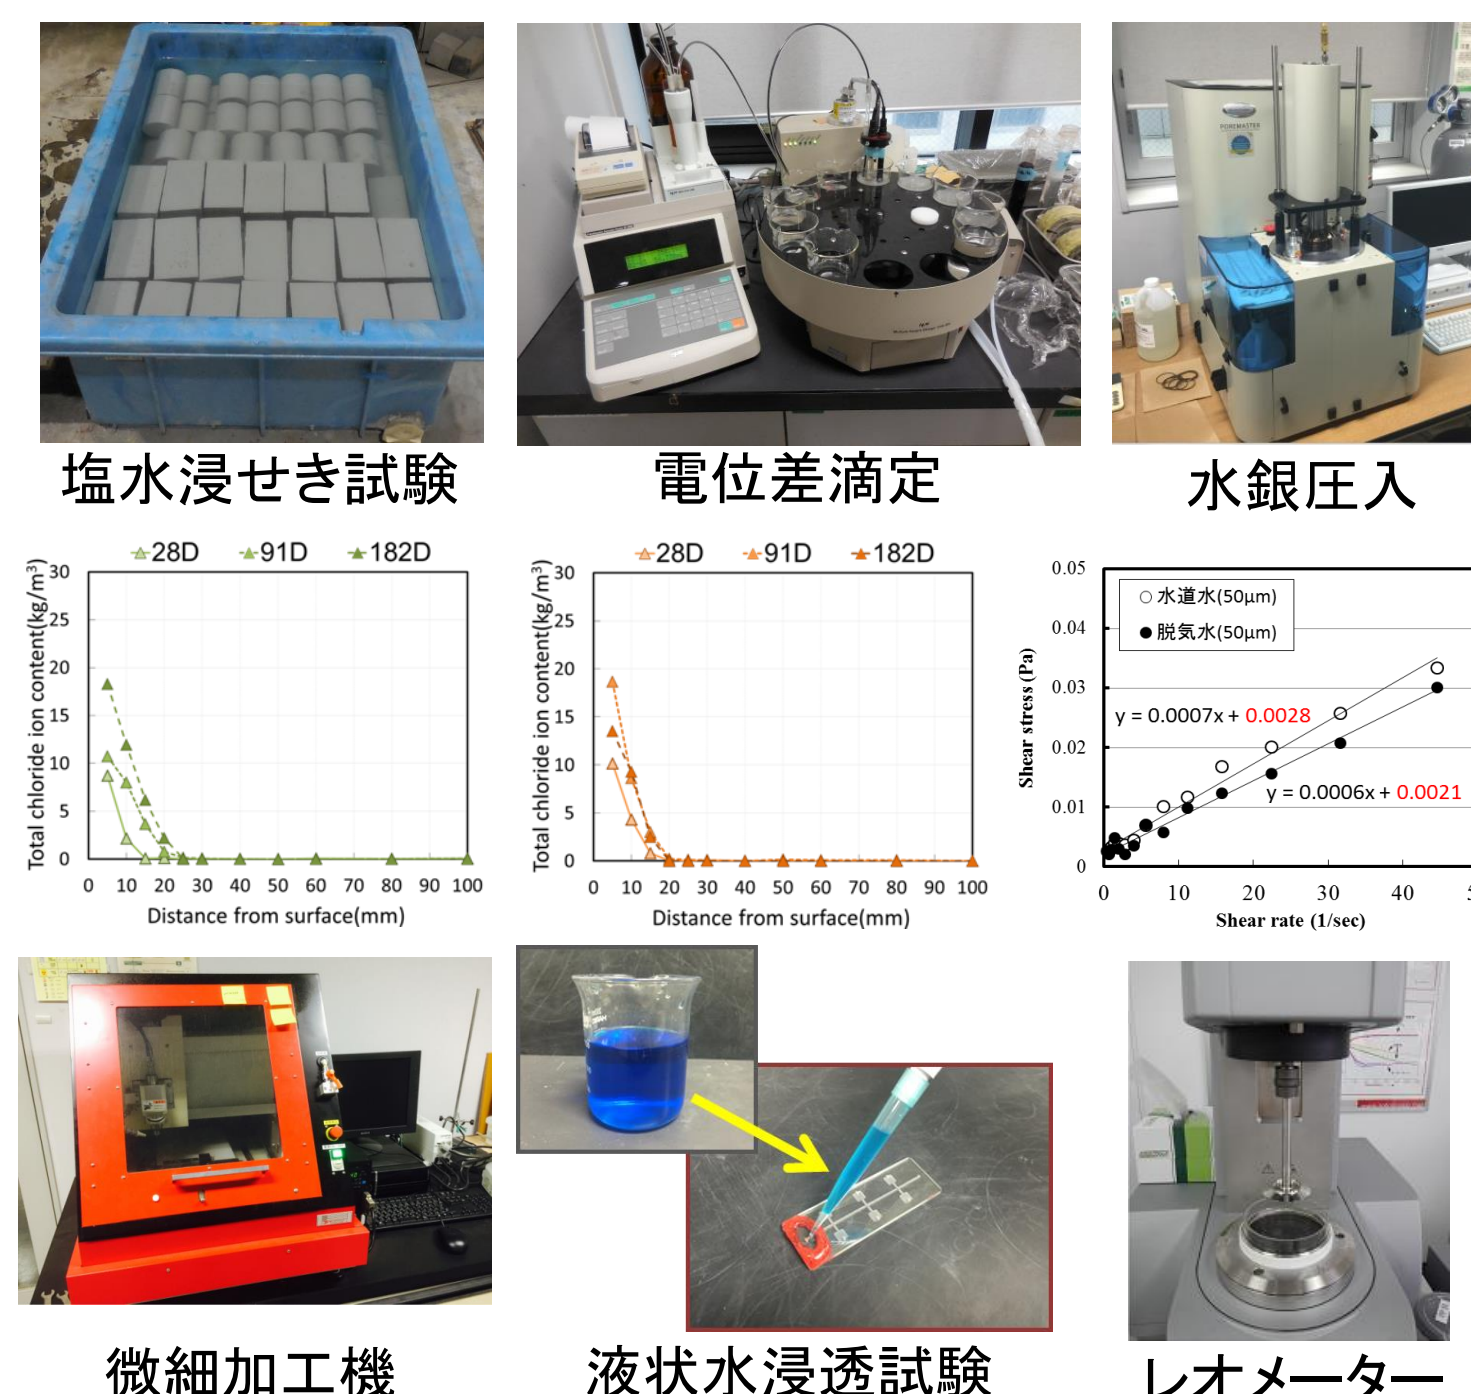 POREMASTER
塩水浸せき試験
電位差滴定
水銀圧入
28D 91D 182D
Total chloride ion content(kg/m³)
30
25
20
15
10
5
0
0 10 20 30 40 50 60 70 80 90 100
Distance from surface(mm)
28D 91D 182D
Total chloride ion content(kg/m³)
30
25
20
15
10
5
0
0 10 20 30 40 50 60 70 80 90 100
Distance from surface(mm)
Shear stress (Pa)
0.05
0.04
0.03
0.02
0.01
0
水道水(50μm)
脱気水(50μm)
y = 0.0007x + 0.0028
y = 0.0006x + 0.0021
0 10 20 30 40
Shear rate (1/sec)
微細加工機
液状水浸透試験
レオメーター